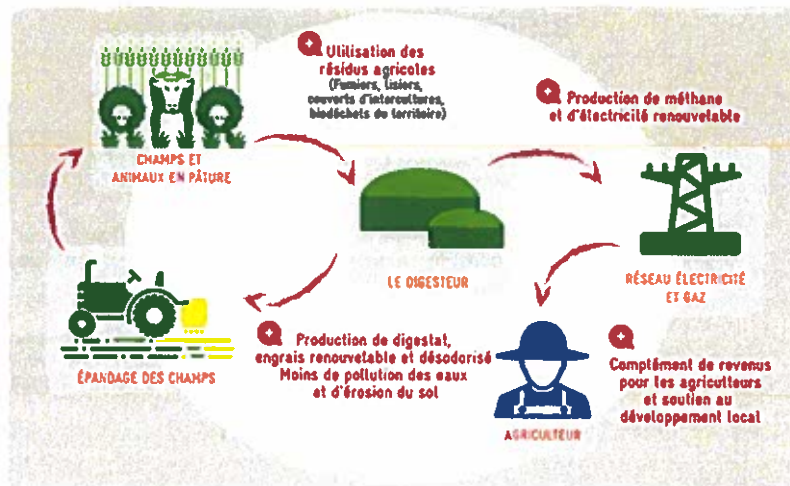 Utilisation des
résidus agricoles
(Fumiers, lisiers,
couverts d'intercultures,
biodéchets du territoire)
Production de méthane
et d'électricité renouvelable
CHAMPS ET
ANIMAUX EN PÂTURE
LE DIGESTEUR
RÉSEAU ÉLECTRICITÉ
ET GAZ
ÉPANDAGE DES CHAMPS
Production de digestat,
engrais renouvelable et désodorisé
Moins de pollution des eaux
et d'érosion du sol
AGRICULTEUR
Complément de revenus
pour les agriculteurs
et soutien au
développement local